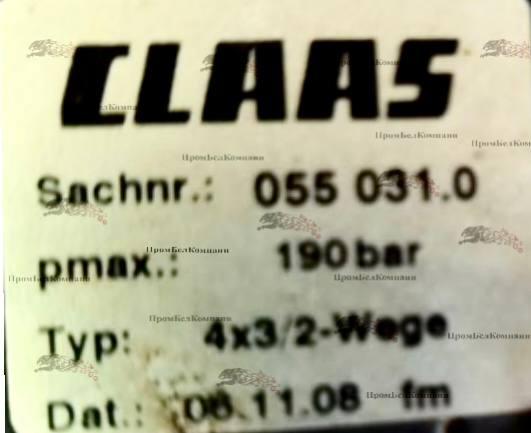 CLAAS
Sachnr.: 055 031.0
pmax.: 190 bar
Typ: 4x3/2-Wege
Dat.: 06.11.08 fm
ПромБелКомпани